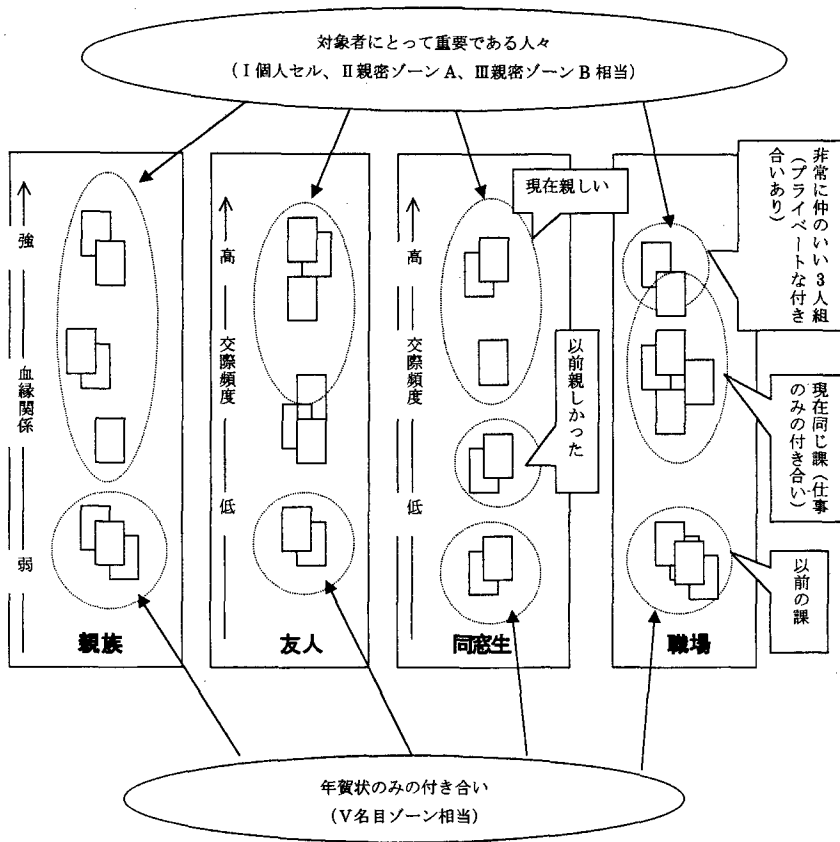 対象者にとって重要である人々
(Ⅰ個人セル、Ⅱ親密ゾーンA、Ⅲ親密ゾーンB 相当)
強
血縁関係
弱
親族
高
交際頻度
低
友人
高
交際頻度
低
同窓生
現在親しい
以前親しかった
職場
非常に仲のいい3人組
(プライベートな付き
合いあり)
現在同じ課(仕事
のみの付き合い)
以前の課
年賀状のみの付き合い
(Ⅴ名目ゾーン相当)